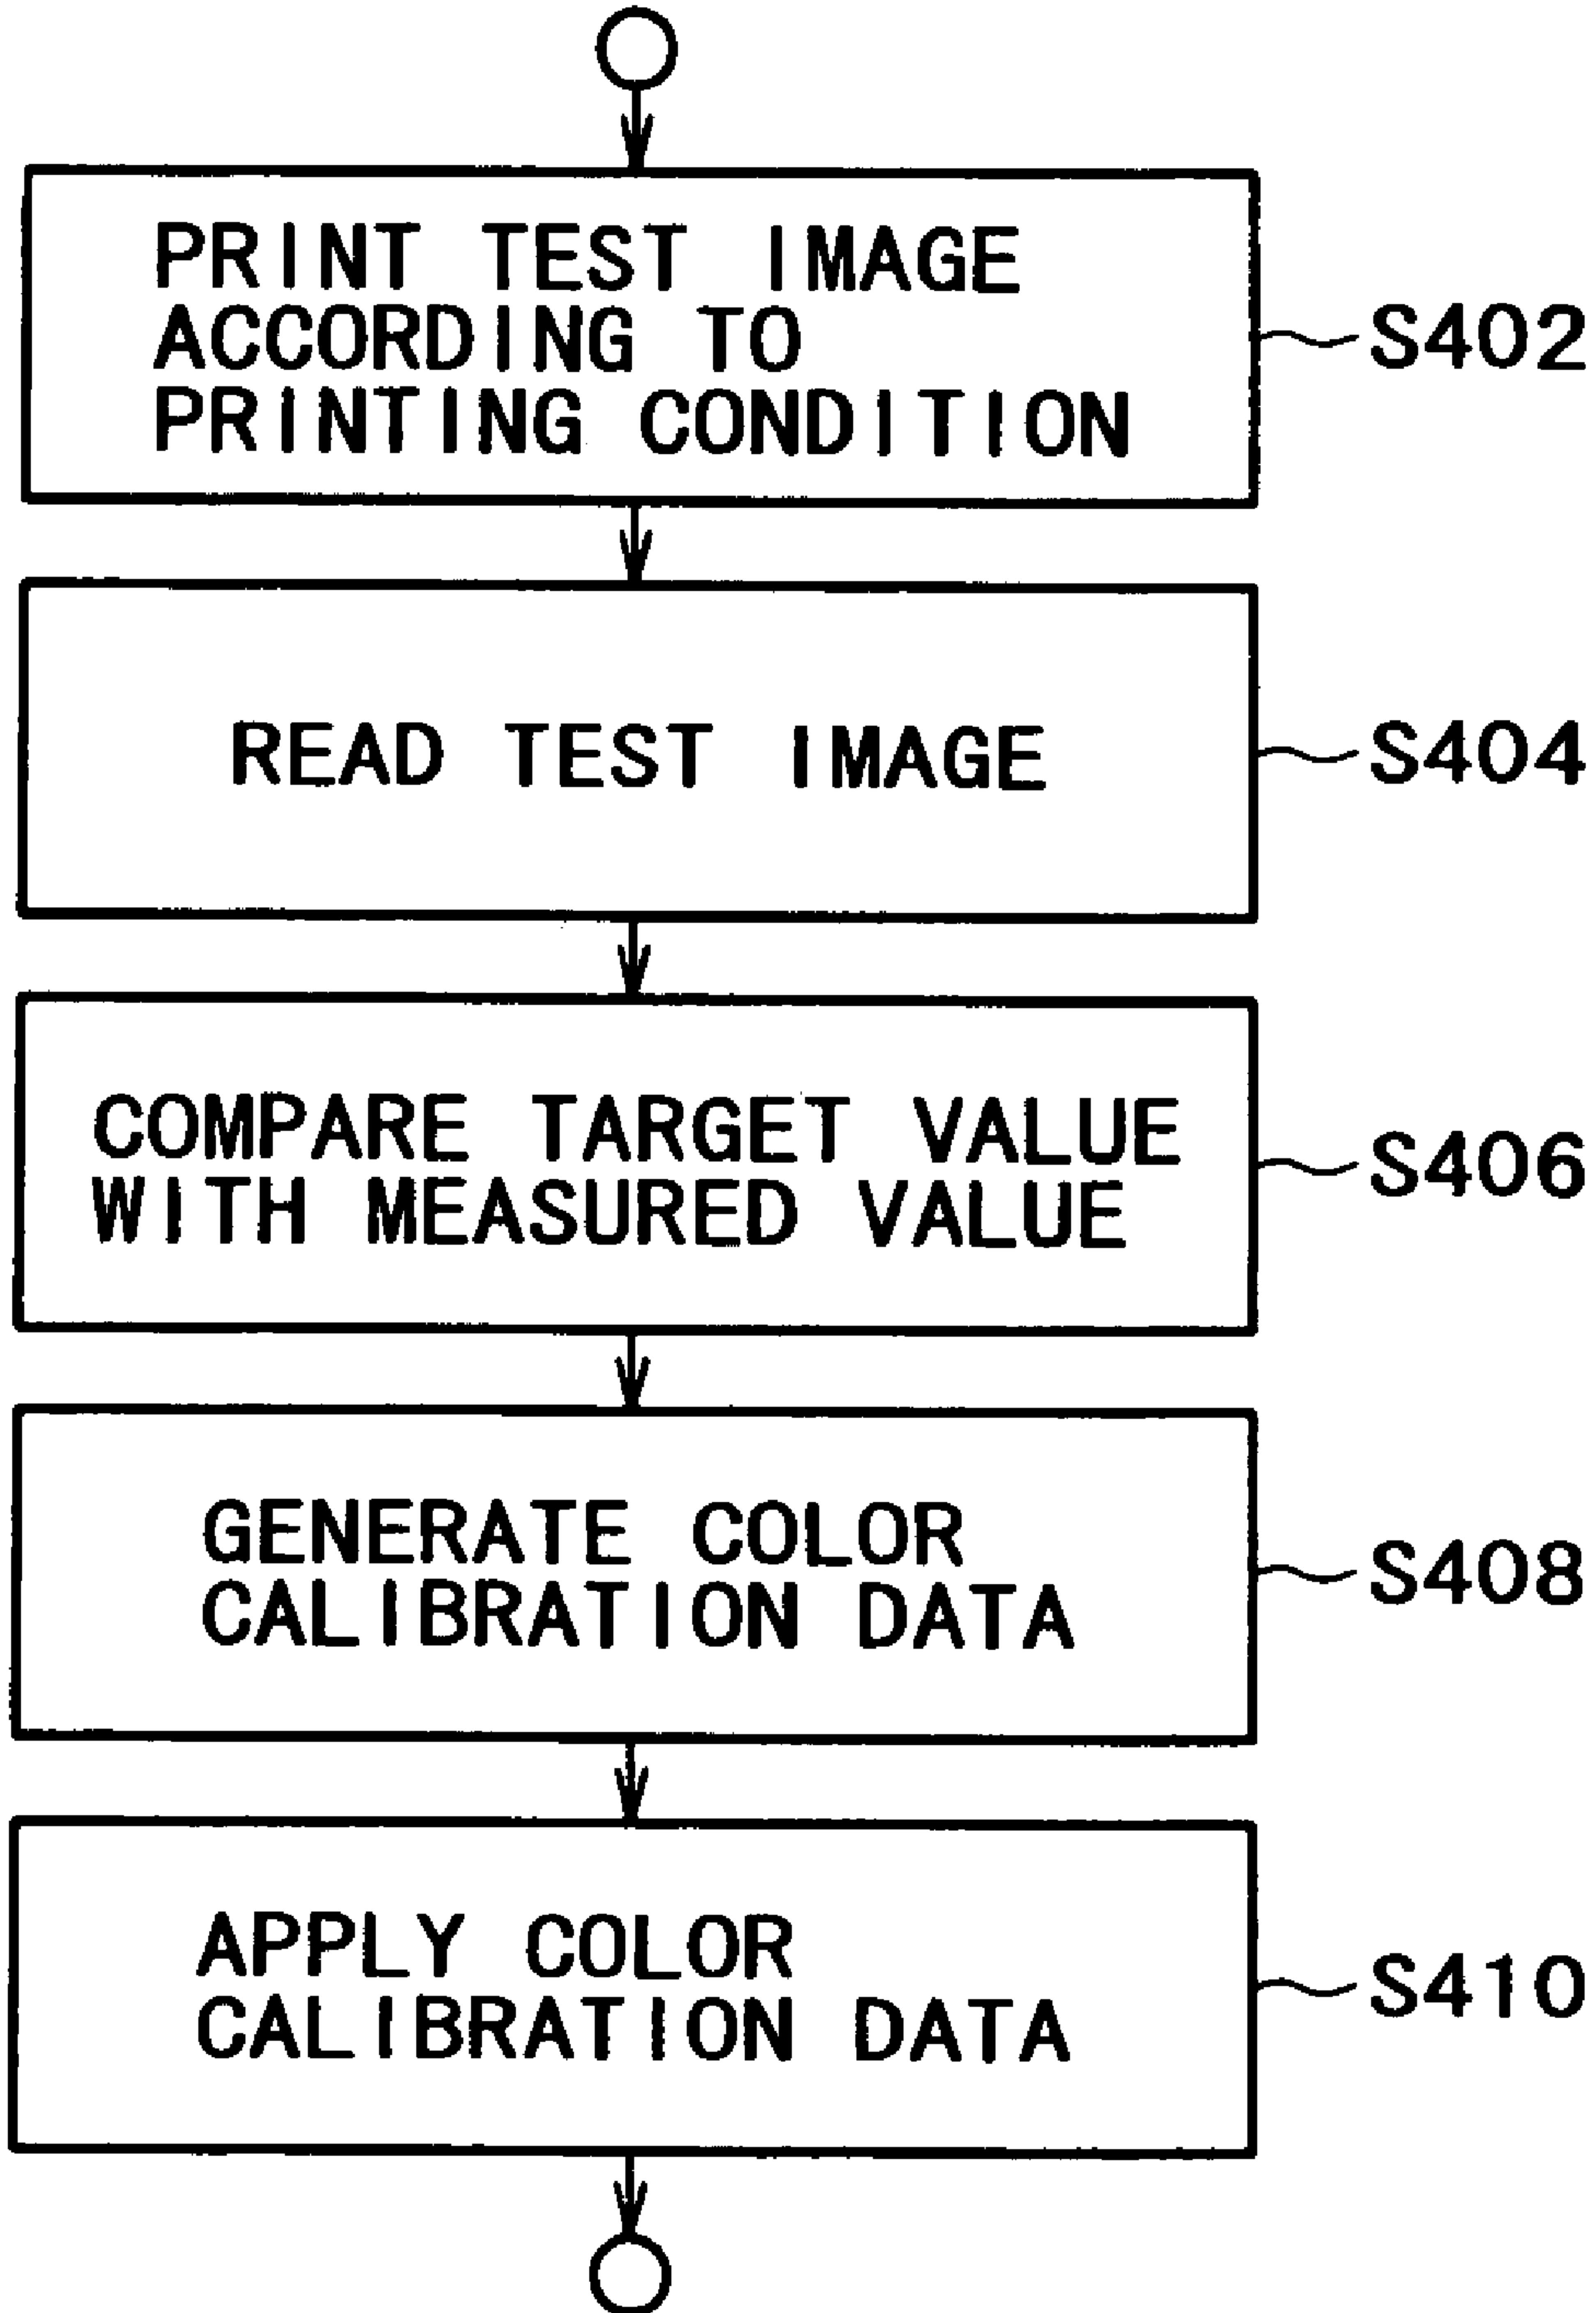 PRINT TEST IMAGE
ACCORDING TO
PRINTING CONDITION
S402
READ TEST IMAGE
S404
COMPARE TARGET VALUE
WITH MEASURED VALUE
S406
GENERATE COLOR
CALIBRATION DATA
S408
APPLY COLOR
CALIBRATION DATA
S410